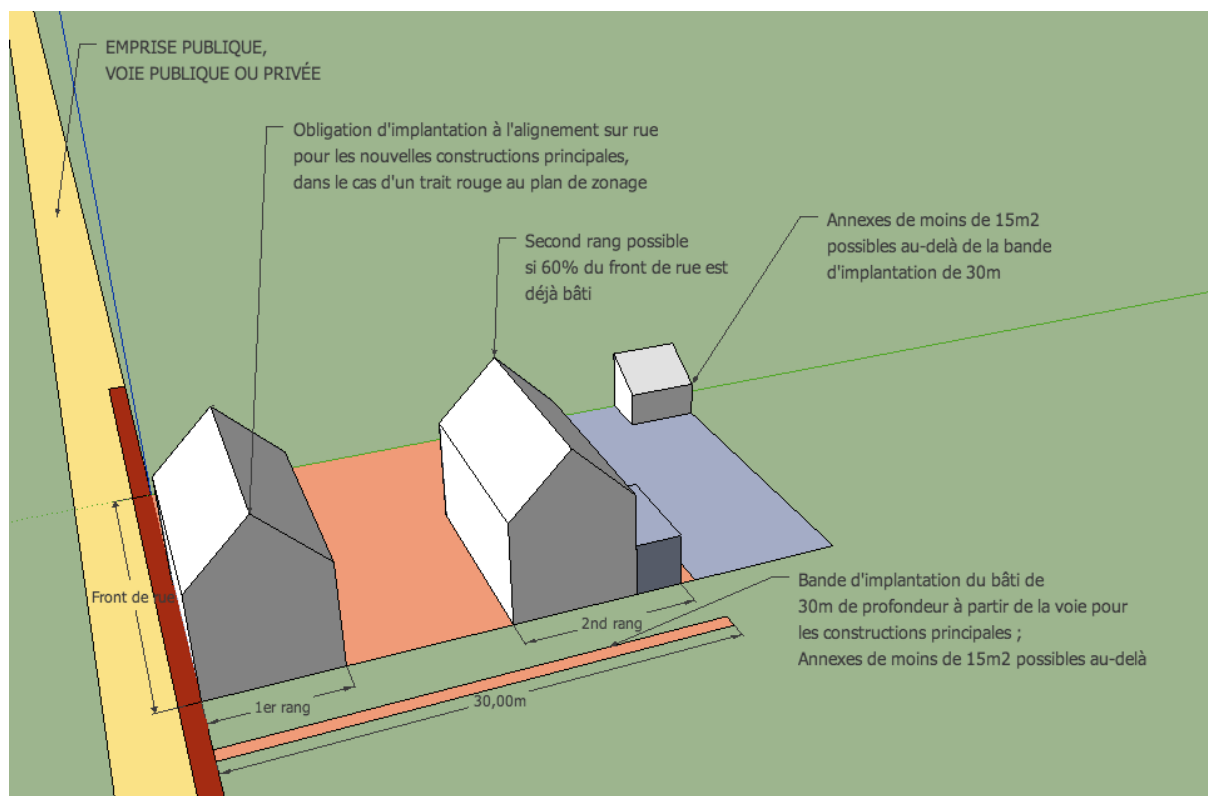 EMPRISE PUBLIQUE,
VOIE PUBLIQUE OU PRIVÉE
Obligation d'implantation à l'alignement sur rue
pour les nouvelles constructions principales,
dans le cas d'un trait rouge au plan de zonage
Second rang possible
si 60% du front de rue est
déjà bâti
Annexes de moins de 15m2
possibles au-delà de la bande
d'implantation de 30m
Front de rue
1er rang
2nd rang
30,00m
Bande d'implantation du bâti de
30m de profondeur à partir de la voie pour
les constructions principales ;
Annexes de moins de 15m2 possibles au-delà